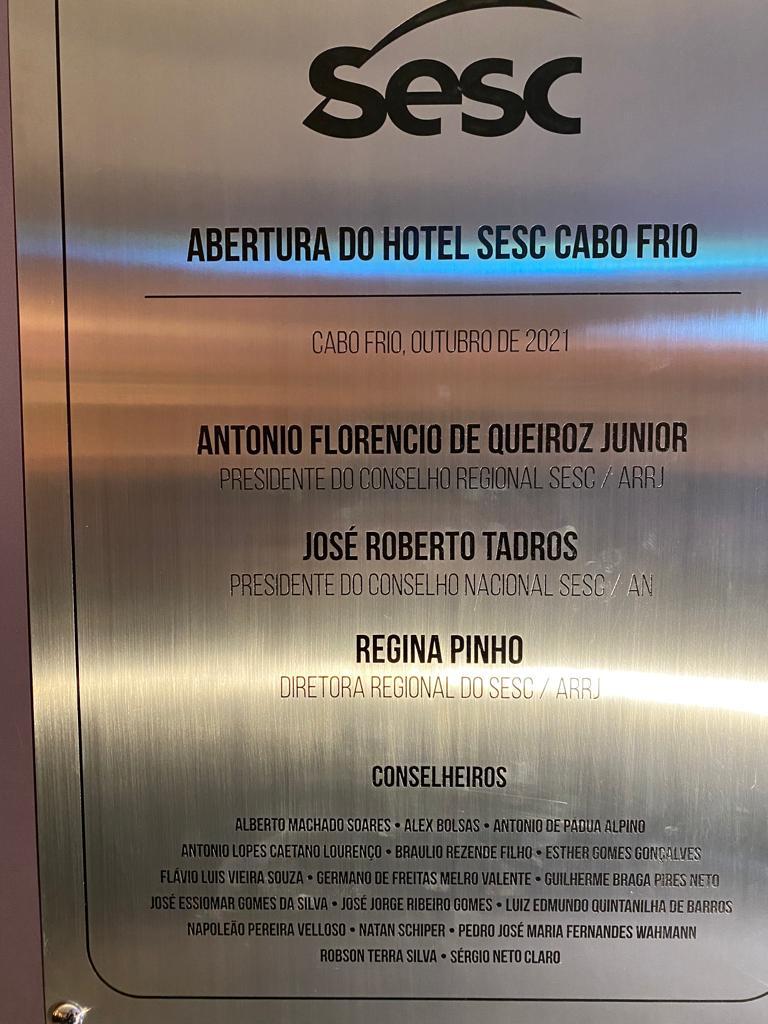 Sesc
ABERTURA DO HOTEL SESC CABO FRIO
CABO FRIO, OUTUBRO DE 2021
ANTONIO FLORENCIO DE QUEIROZ JUNIOR
PRESIDENTE DO CONSELHO REGIONAL SESC / ARRJ
JOSÉ ROBERTO TADROS
PRESIDENTE DO CONSELHO NACIONAL SESC / AN
REGINA PINHO
DIRETORA REGIONAL DO SESC / ARRJ
CONSELHEIROS
ALBERTO MACHADO SOARES • ALEX BOLSAS • ANTONIO DE PÁDUA ALPINO
ANTONIO LOPES CAETANO LOURENÇO • BRAULIO REZENDE FILHO • ESTHER GOMES GONÇALVES
FLÁVIO LUIS VIEIRA SOUZA • GERMANO DE FREITAS MELRO VALENTE • GUILHERME BRAGA PIRES NETO
JOSÉ ESSIOMAR GOMES DA SILVA • JOSÉ JORGE RIBEIRO GOMES • LUIZ EDMUNDO QUINTANILHA DE BARROS
NAPOLEÃO PEREIRA VELLOSO • NATAN SCHIPER • PEDRO JOSÉ MARIA FERNANDES WAHMANN
ROBSON TERRA SILVA • SÉRGIO NETO CLARO